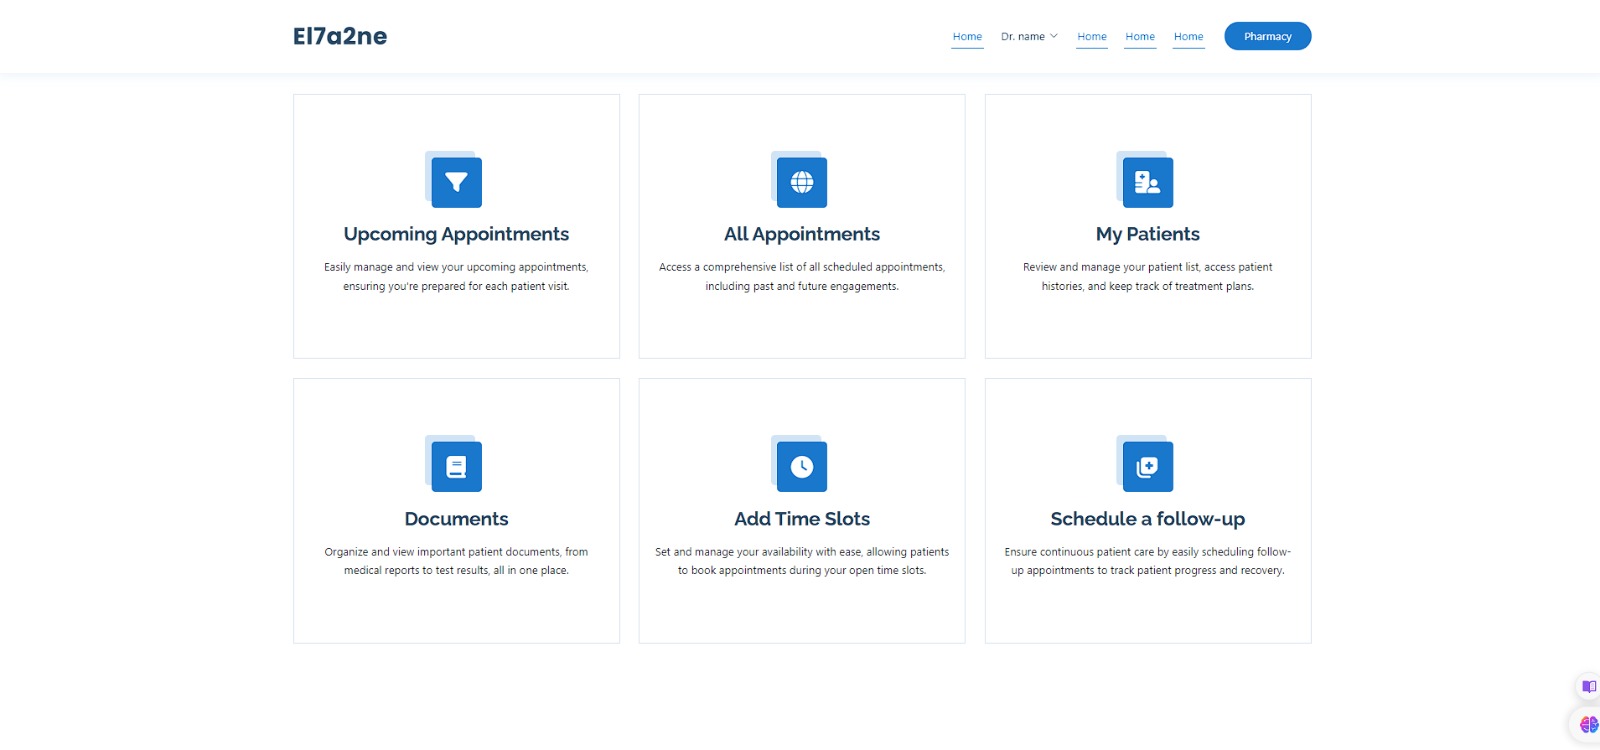 El7a2ne
Home Dr. name Home Home Home Pharmacy
Upcoming Appointments
Easily manage and view your upcoming appointments,
ensuring you're prepared for each patient visit.
All Appointments
Access a comprehensive list of all scheduled appointments,
including past and future engagements.
My Patients
Review and manage your patient list, access patient
histories, and keep track of treatment plans.
Documents
Organize and view important patient documents, from
medical reports to test results, all in one place.
Add Time Slots
Set and manage your availability with ease, allowing patients
to book appointments during your open time slots.
Schedule a follow-up
Ensure continuous patient care by easily scheduling follow-
up appointments to track patient progress and recovery.